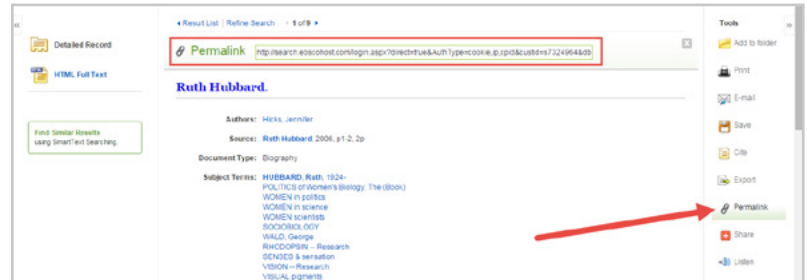 « Result List Refine Search 1 of 9 »
Tools
Detailed Record
HTML Full Text
Find Similar Results
using SmartText Searching.
Permalink http://search.ebscohost.com/login.aspx?direct=true&AuthType=cookie,ip,cpid&custid=s7324964&db
Ruth Hubbard.
Authors: Hicks, Jennifer
Source: Ruth Hubbard; 2006, p1-2, 2p
Document Type: Biography
Subject Terms: HUBBARD, Ruth, 1924-
POLITICS of Women's Biology, The (Book)
WOMEN in politics
WOMEN in science
WOMEN scientists
SOCIOBIOLOGY
WALD, George
RHODOPSIN -- Research
SENSES & sensation
VISION -- Research
VISUAL pigments
Add to folder
Print
E-mail
Save
Cite
Export
Permalink
Share
Listen